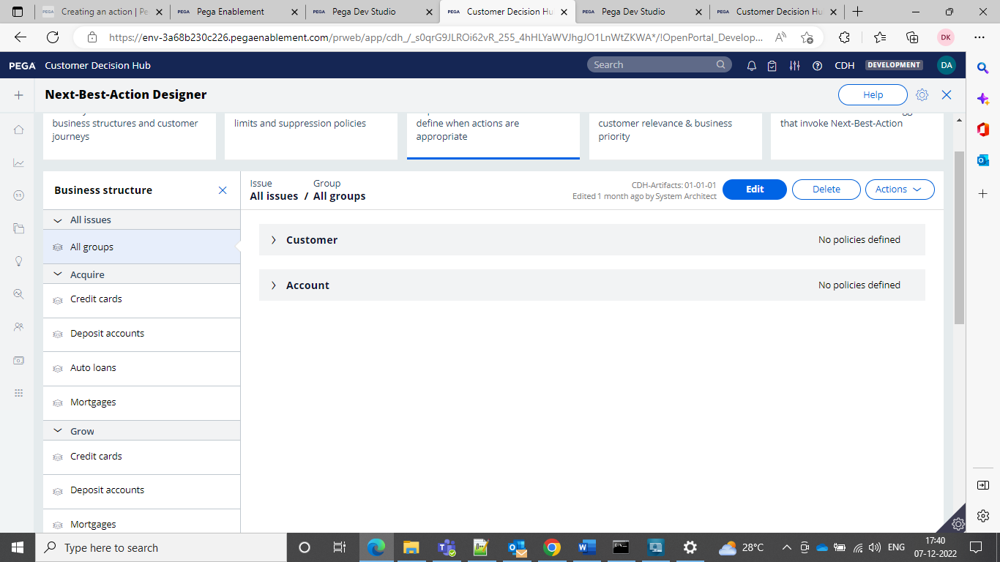 Creating an action | Pe
Pega Enablement
Pega Dev Studio
Customer Decision Hu
Pega Dev Studio
Customer Decision Hu
https://env-3a68b230c226.pegaenablement.com/prweb/app/cdh_/_s0qrG9JLROi62vR_255_4hHLYaWVJhgJO1LnWtZKWA*/!OpenPortal_Develop...
DK
PEGA Customer Decision Hub
Search
CDH
DEVELOPMENT
DA
Next-Best-Action Designer
Help
business structures and customer
journeys
limits and suppression policies
define when actions are
appropriate
customer relevance & business
priority
that invoke Next-Best-Action
Business structure
All issues
All groups
Acquire
Credit cards
Deposit accounts
Auto loans
Mortgages
Grow
Credit cards
Deposit accounts
Mortgages
Issue
All issues / 
Group
All groups
CDH-Artifacts: 01-01-01
Edited 1 month ago by System Architect
Edit
Delete
Actions
Customer
No policies defined
Account
No policies defined
Type here to search
28°C
ENG
17:40
07-12-2022